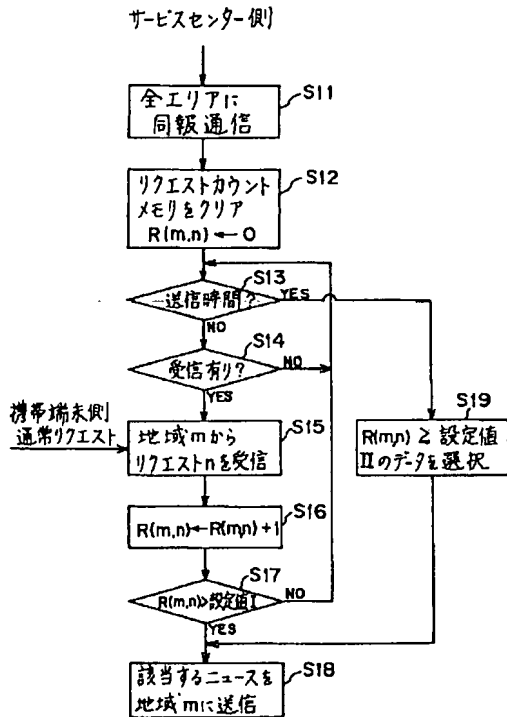 サービスセンター側
S11
全エリアに
同報通信
S12
リクエストカウント
メモリをクリア
R(m,n) ← 0
S13
送信時間?
YES
NO
S14
受信有り?
NO
YES
携帯端末側
通常リクエスト
S15
地域mから
リクエストnを受信
S16
R(m,n)←R(m,n)+1
S17
R(m,n)>設定値I
NO
YES
S18
該当するニュースを
地域mに送信
S19
R(m,n) ≥ 設定値
IIのデータを選択